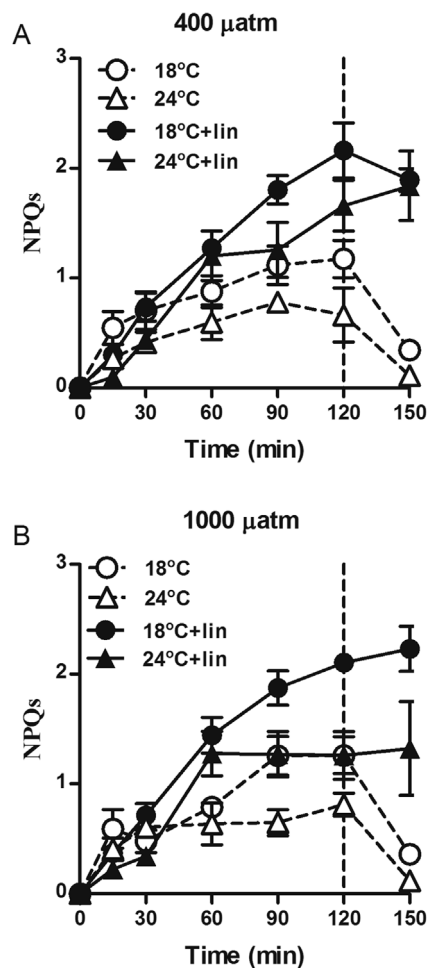 A
400 µatm
3
2
1
0
NPQs
18°C
24°C
18°C+lin
24°C+lin
0 30 60 90 120 150
Time (min)
B
1000 µatm
3
2
1
0
NPQs
18°C
24°C
18°C+lin
24°C+lin
0 30 60 90 120 150
Time (min)